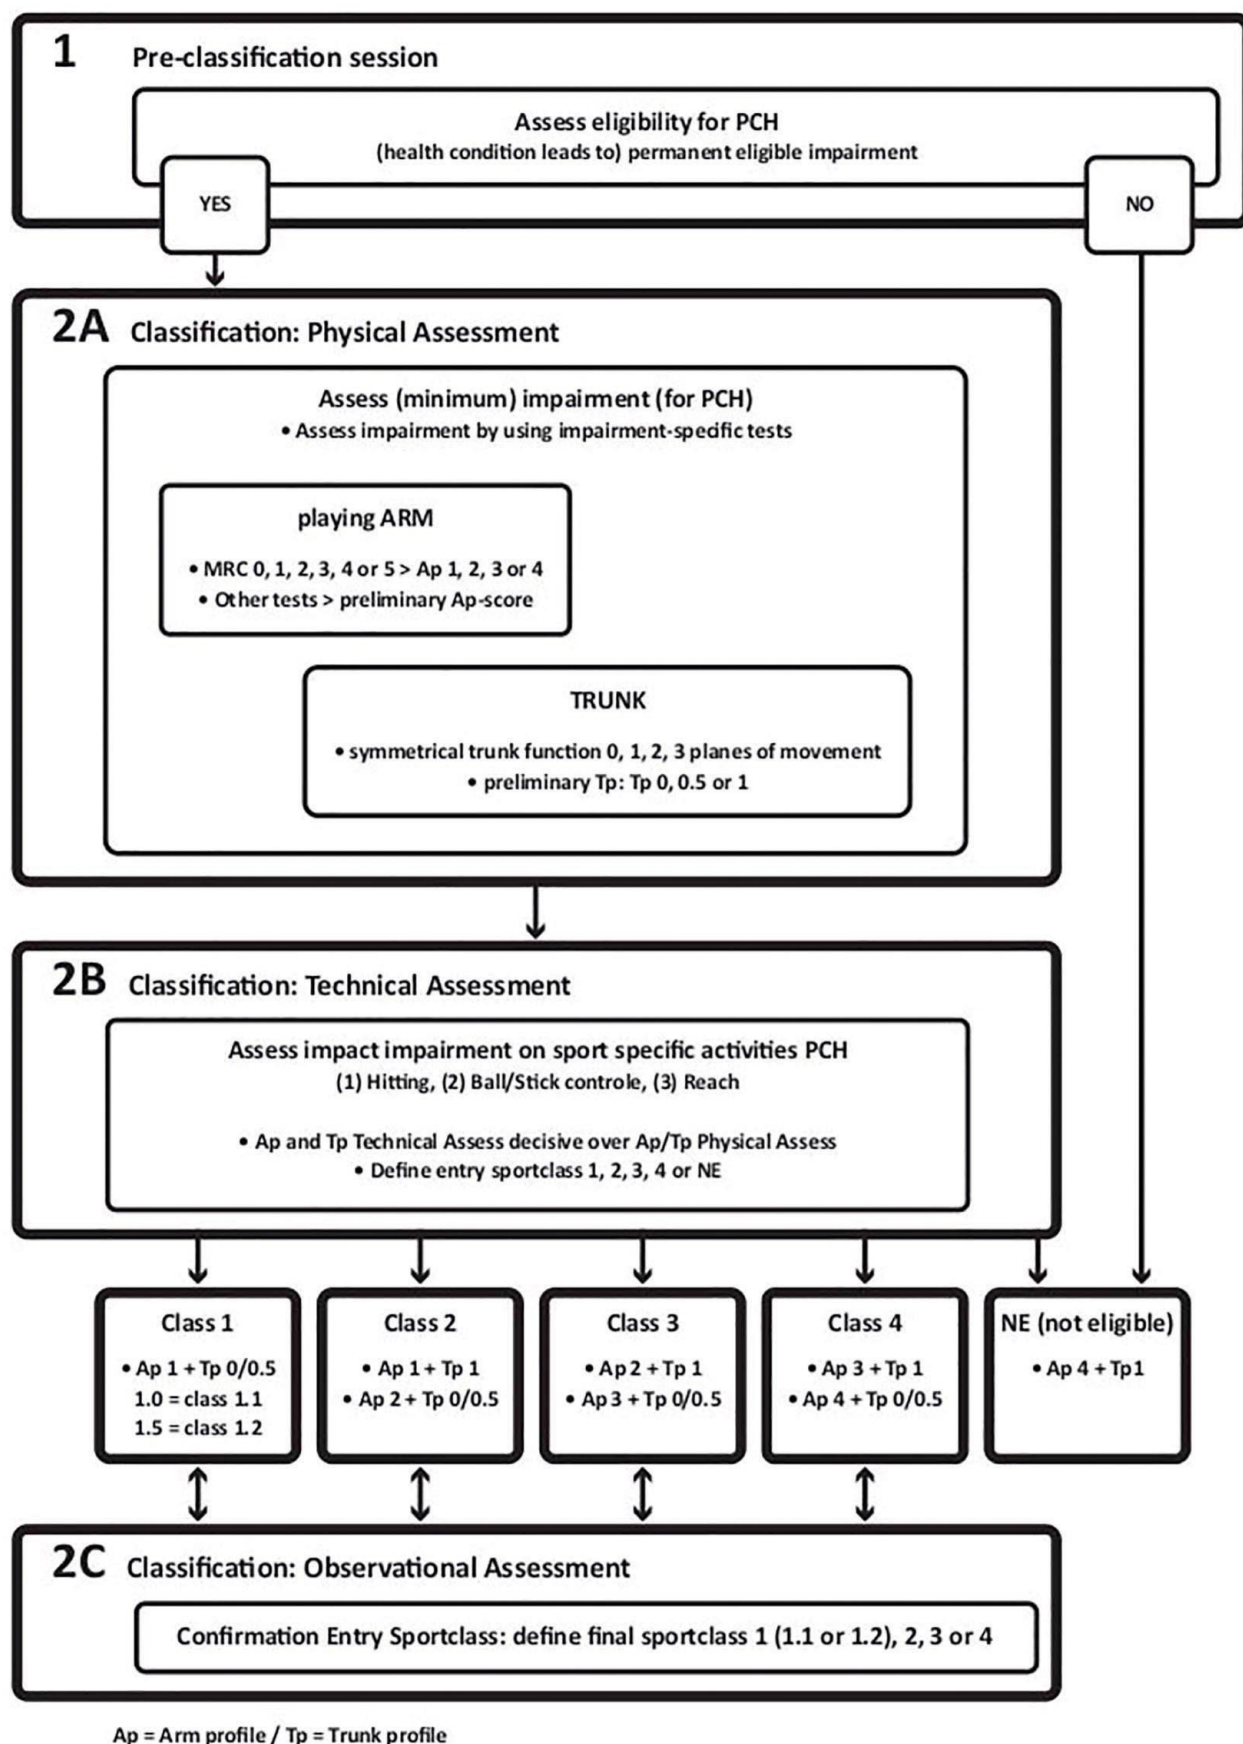 1 Pre-classification session
Assess eligibility for PCH
(health condition leads to) permanent eligible impairment
YES
NO
2A Classification: Physical Assessment
Assess (minimum) impairment (for PCH)
• Assess impairment by using impairment-specific tests
playing ARM
• MRC 0, 1, 2, 3, 4 or 5 > Ap 1, 2, 3 or 4
• Other tests > preliminary Ap-score
TRUNK
• symmetrical trunk function 0, 1, 2, 3 planes of movement
• preliminary Tp: Tp 0, 0.5 or 1
2B Classification: Technical Assessment
Assess impact impairment on sport specific activities PCH
(1) Hitting, (2) Ball/Stick controle, (3) Reach
• Ap and Tp Technical Assess decisive over Ap/Tp Physical Assess
• Define entry sportclass 1, 2, 3, 4 or NE
Class 1
• Ap 1 + Tp 0/0.5
1.0 = class 1.1
1.5 = class 1.2
Class 2
• Ap 1 + Tp 1
• Ap 2 + Tp 0/0.5
Class 3
• Ap 2 + Tp 1
• Ap 3 + Tp 0/0.5
Class 4
• Ap 3 + Tp 1
• Ap 4 + Tp 0/0.5
NE (not eligible)
• Ap 4 + Tp1
2C Classification: Observational Assessment
Confirmation Entry Sportclass: define final sportclass 1 (1.1 or 1.2), 2, 3 or 4
Ap = Arm profile / Tp = Trunk profile